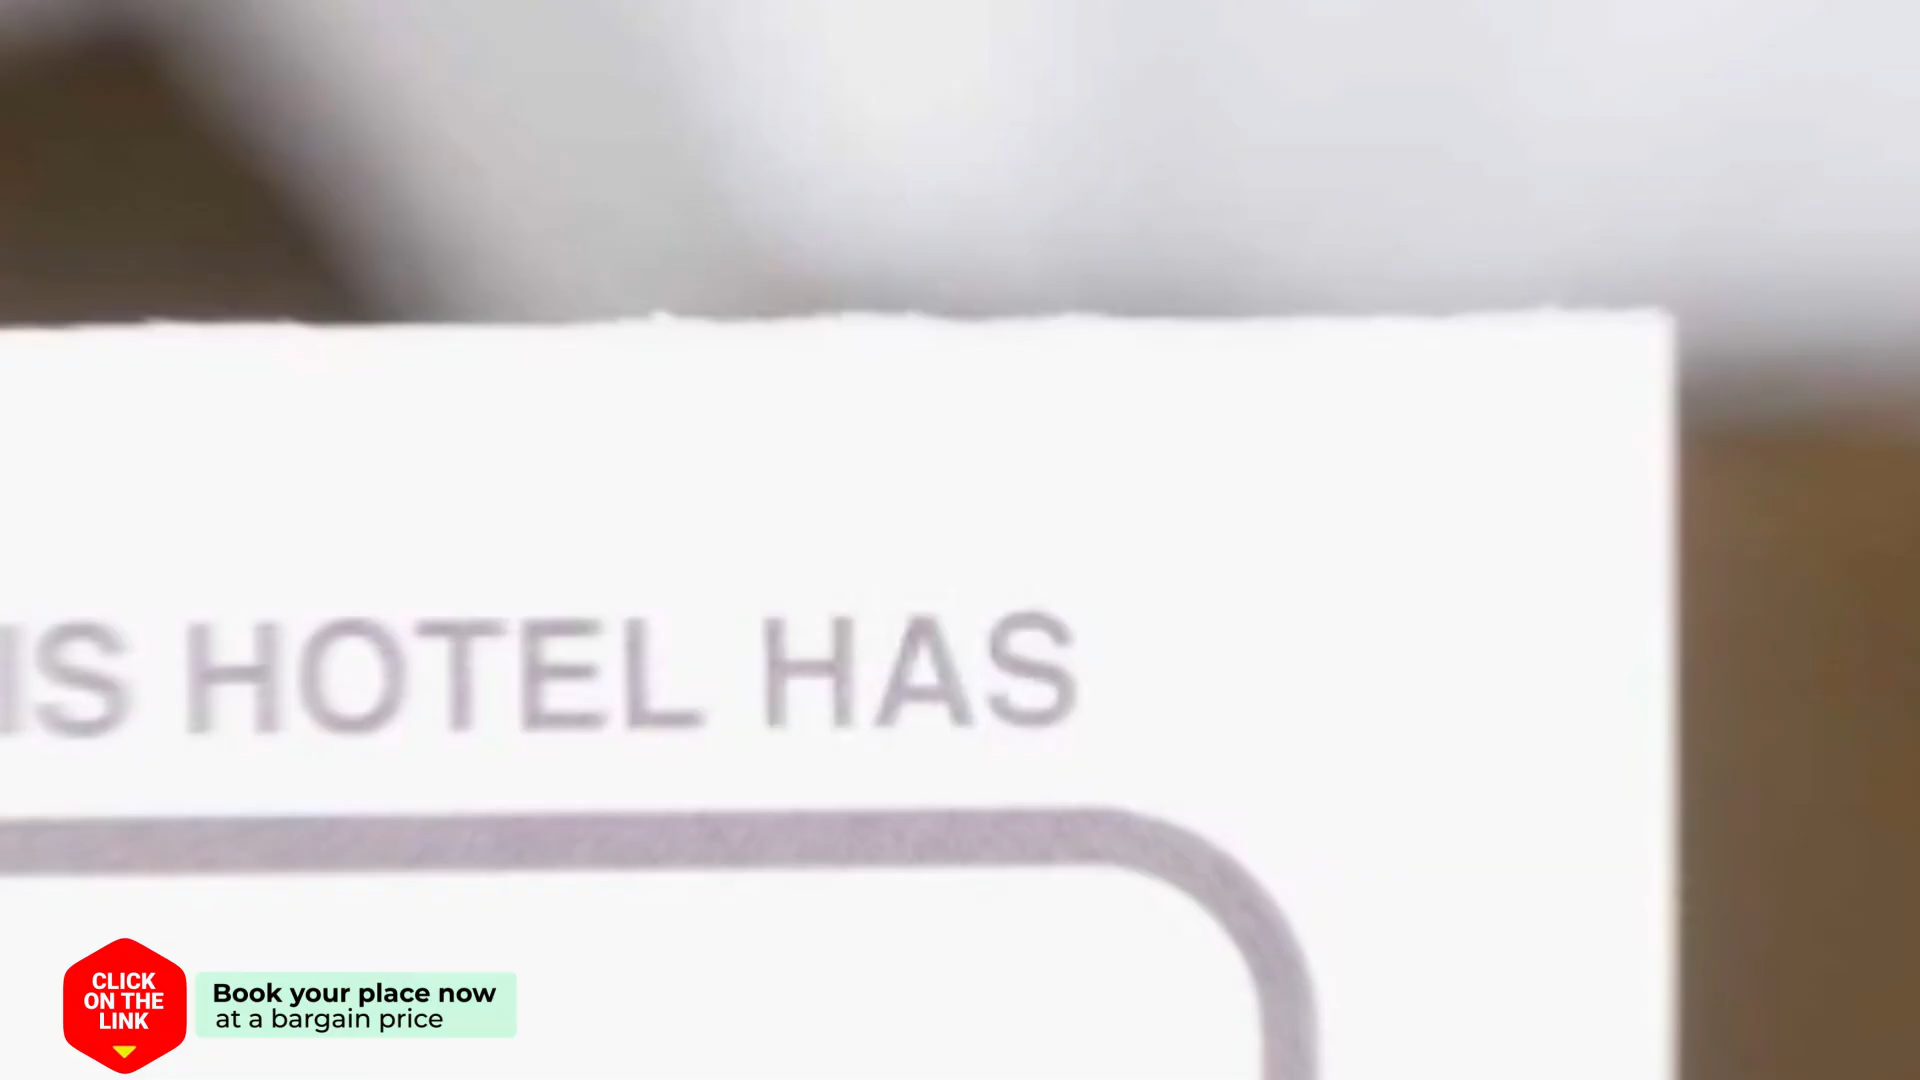 IS HOTEL HAS
CLICK
ON THE
LINK
Book your place now
at a bargain price